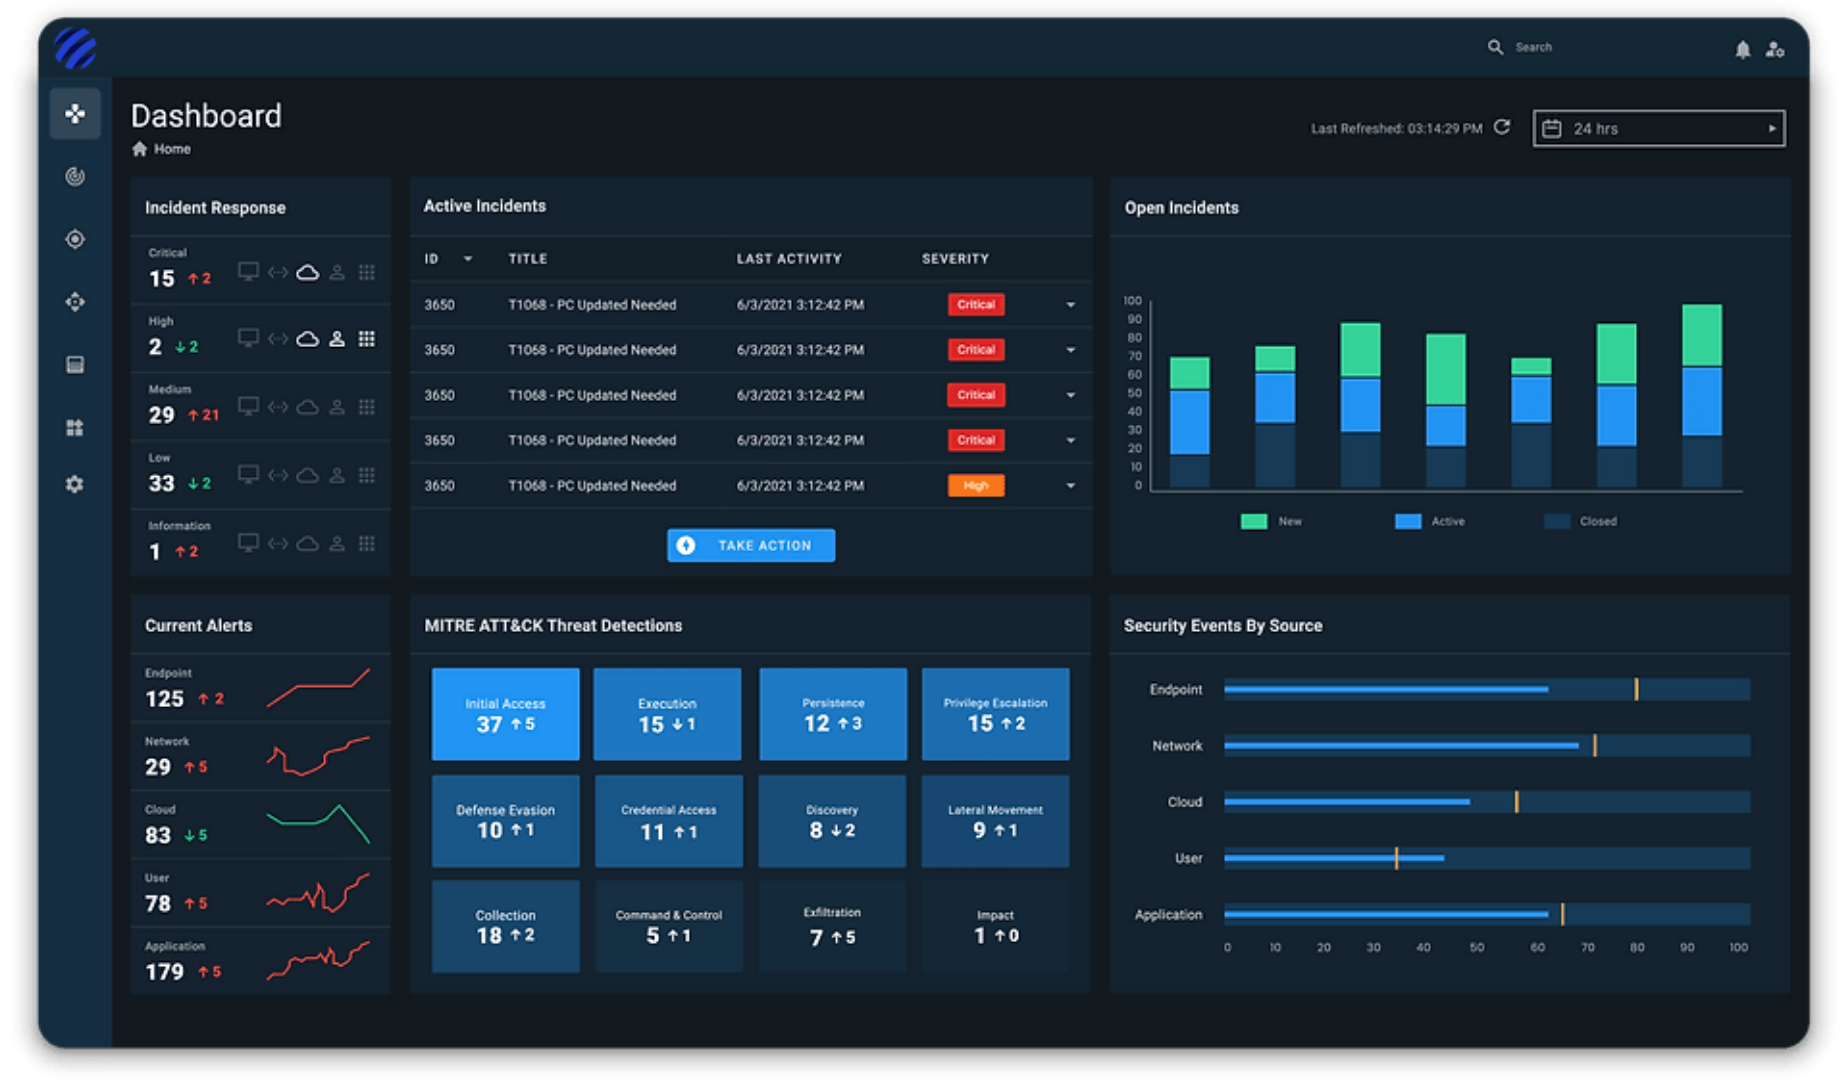 Search
Dashboard
Last Refreshed: 03:14:29 PM
24 hrs
Home
Incident Response
Critical
15 ↑ 2
High
2 ↓ 2
Medium
29 ↑ 21
Low
33 ↓ 2
Information
1 ↑ 2
Active Incidents
ID TITLE LAST ACTIVITY SEVERITY
3650 T1068 - PC Updated Needed 6/3/2021 3:12:42 PM Critical
3650 T1068 - PC Updated Needed 6/3/2021 3:12:42 PM Critical
3650 T1068 - PC Updated Needed 6/3/2021 3:12:42 PM Critical
3650 T1068 - PC Updated Needed 6/3/2021 3:12:42 PM Critical
3650 T1068 - PC Updated Needed 6/3/2021 3:12:42 PM High
TAKE ACTION
Open Incidents
100
90
80
70
60
50
40
30
20
10
0
New Active Closed
Current Alerts
Endpoint
125 ↑ 2
Network
29 ↑ 5
Cloud
83 ↓ 5
User
78 ↑ 5
Application
179 ↑ 5
MITRE ATT&CK Threat Detections
Initial Access
37 ↑ 5
Execution
15 ↓ 1
Persistence
12 ↑ 3
Privilege Escalation
15 ↑ 2
Defense Evasion
10 ↑ 1
Credential Access
11 ↑ 1
Discovery
8 ↓ 2
Lateral Movement
9 ↑ 1
Collection
18 ↑ 2
Command & Control
5 ↑ 1
Exfiltration
7 ↑ 5
Impact
1 ↑ 0
Security Events By Source
Endpoint
Network
Cloud
User
Application
0 10 20 30 40 50 60 70 80 90 100